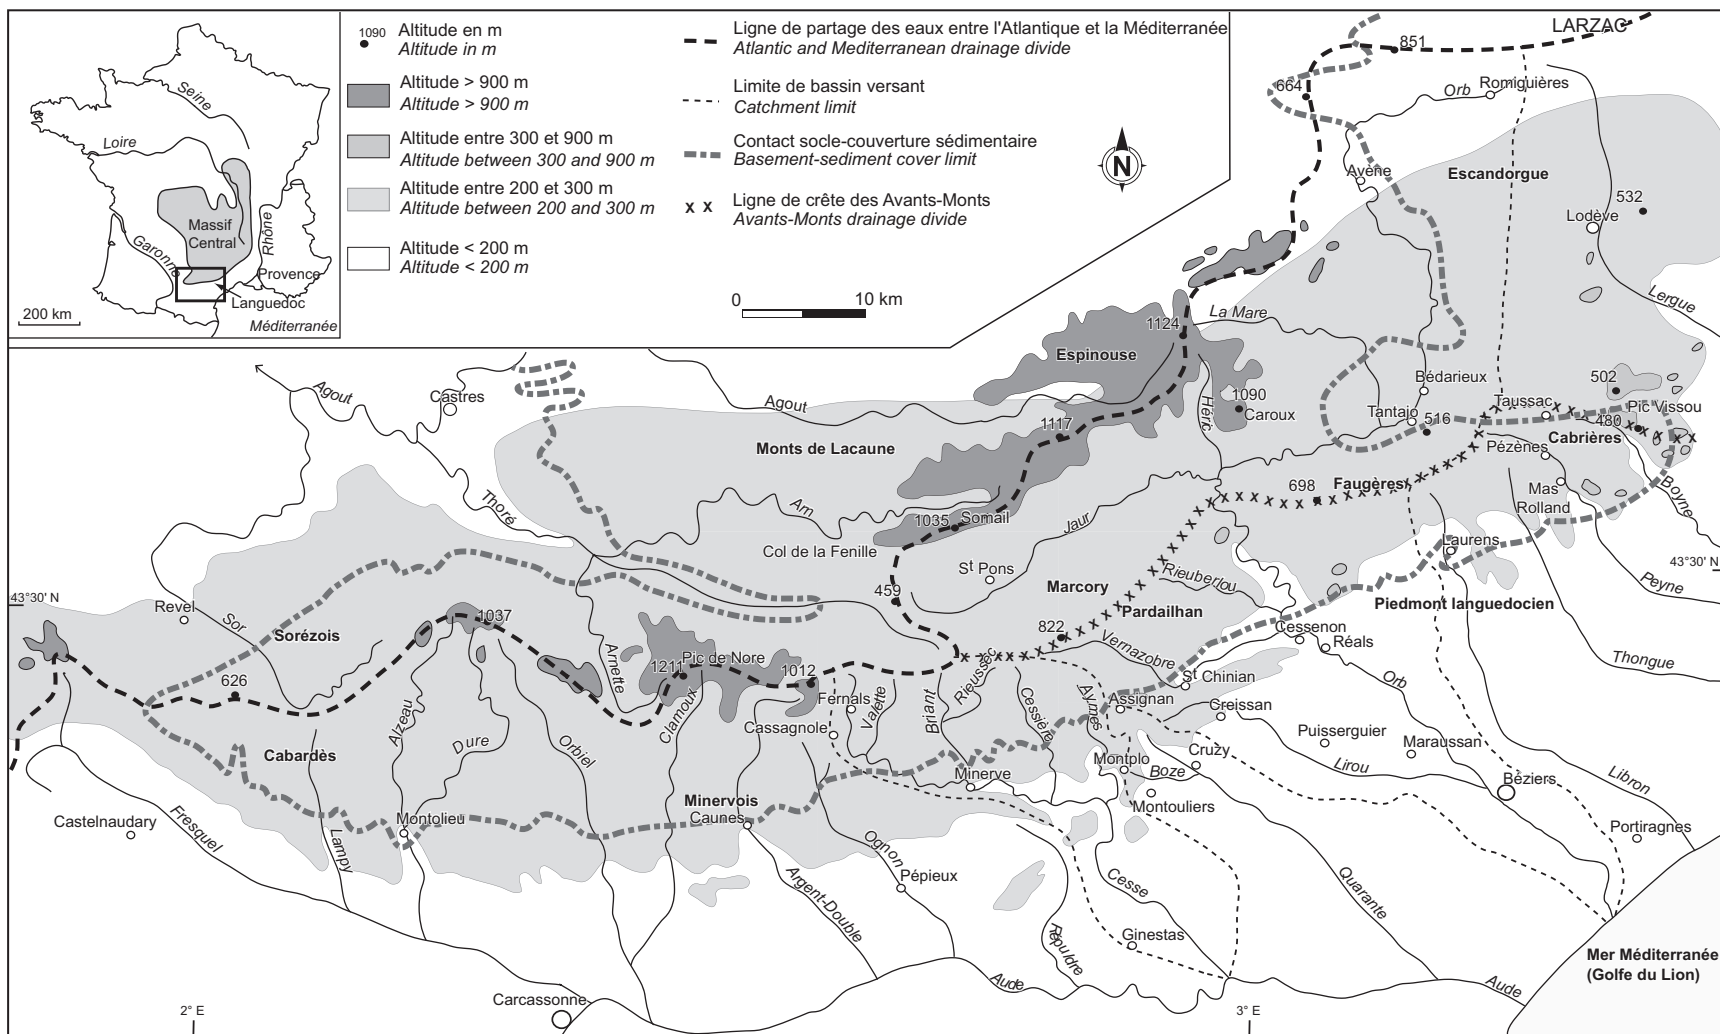 Seine
Loire
Massif
Central
Garonne
Rhône
Provence
Languedoc
Méditerranée
200 km
1090
Altitude en m
Altitude in m
Altitude > 900 m
Altitude > 900 m
Altitude entre 300 et 900 m
Altitude between 300 and 900 m
Altitude entre 200 et 300 m
Altitude between 200 and 300 m
Altitude < 200 m
Altitude < 200 m
Ligne de partage des eaux entre l'Atlantique et la Méditerranée
Atlantic and Mediterranean drainage divide
Limite de bassin versant
Catchment limit
Contact socle-couverture sédimentaire
Basement-sediment cover limit
x x
Ligne de crête des Avants-Monts
Avants-Monts drainage divide
0
10 km
N
LARZAC
851
664
Orb
Romiguières
Avène
Escandorgue
532
Lodève
Lergue
La Mare
1124
Espinouse
Bédarieux
502
Agout
Castres
Agout
1090
Caroux
Héric
Tantajo
516
Taussac
Pic Vissou
480
Cabrières
1117
Monts de Lacaune
Pézènes
Faugères
698
Mas
Rolland
Boyne
Thoré
Arn
1035
Somail
Jaur
Col de la Fenille
Laurens
43°30' N
St Pons
Marcory
Rieuberlou
Peyne
43°30' N
459
Revel
Sor
Pardailhan
Piedmont languedocien
1037
Sorézois
822
Vernazobre
Cessenon
Réals
Thongue
Arnette
1211
Pic de Nore
1012
Rieussec
626
St Chinian
Orb
Fernals
Valette
Briant
Cessière
Aymes
Assignan
Creissan
Alzeau
Clamoux
Cassagnole
Puisserguier
Maraussan
Cabardès
Dure
Orbiel
Cruzy
Montplo
Boze
Lirou
Minerve
Béziers
Libron
Minervois
Caunes
Montouliers
Castelnaudary
Fresquel
Lampy
Montolieu
Portiragnes
Ognon
Pépieux
Argent-Double
Cesse
Quarante
Ginestas
Répuldre
Mer Méditerranée
(Golfe du Lion)
Aude
Aude
Carcassonne
2° E
3° E